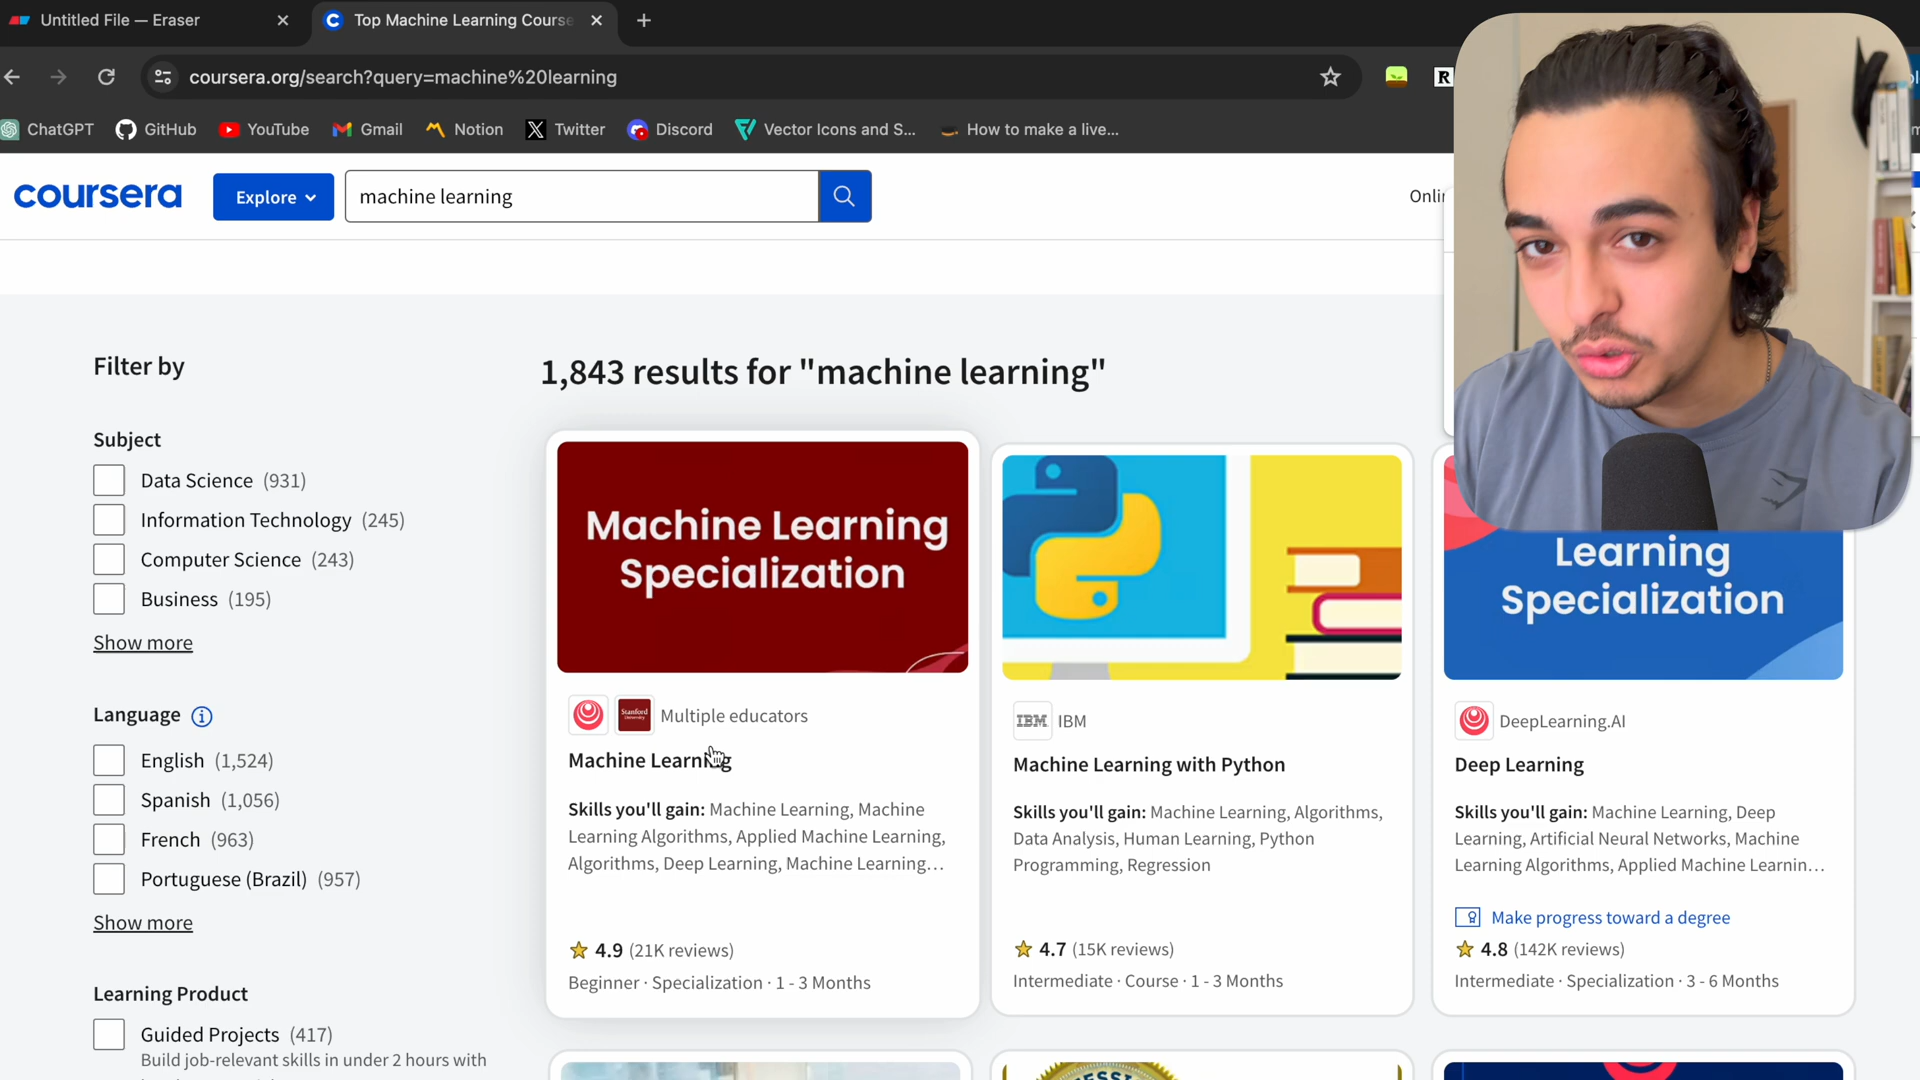 Untitled File — Eraser
Top Machine Learning Course
coursera.org/search?query=machine%20learning
R
ChatGPT
GitHub
YouTube
Gmail
Notion
Twitter
Discord
Vector Icons and S...
How to make a live...
coursera
Explore
machine learning
Filter by
1,843 results for "machine learning"
Subject
Data Science (931)
Information Technology (245)
Computer Science (243)
Business (195)
Show more
Language
English (1,524)
Spanish (1,056)
French (963)
Portuguese (Brazil) (957)
Show more
Learning Product
Guided Projects (417)
Build job-relevant skills in under 2 hours with
Machine Learning
Specialization
Stanford
University
Multiple educators
Machine Learning
Skills you'll gain: Machine Learning, Machine
Learning Algorithms, Applied Machine Learning,
Algorithms, Deep Learning, Machine Learning...
4.9 (21K reviews)
Beginner · Specialization · 1 - 3 Months
IBM
IBM
Machine Learning with Python
Skills you'll gain: Machine Learning, Algorithms,
Data Analysis, Human Learning, Python
Programming, Regression
4.7 (15K reviews)
Intermediate · Course · 1 - 3 Months
Learning
Specialization
DeepLearning.AI
Deep Learning
Skills you'll gain: Machine Learning, Deep
Learning, Artificial Neural Networks, Machine
Learning Algorithms, Applied Machine Learnin...
Make progress toward a degree
4.8 (142K reviews)
Intermediate · Specialization · 3 - 6 Months